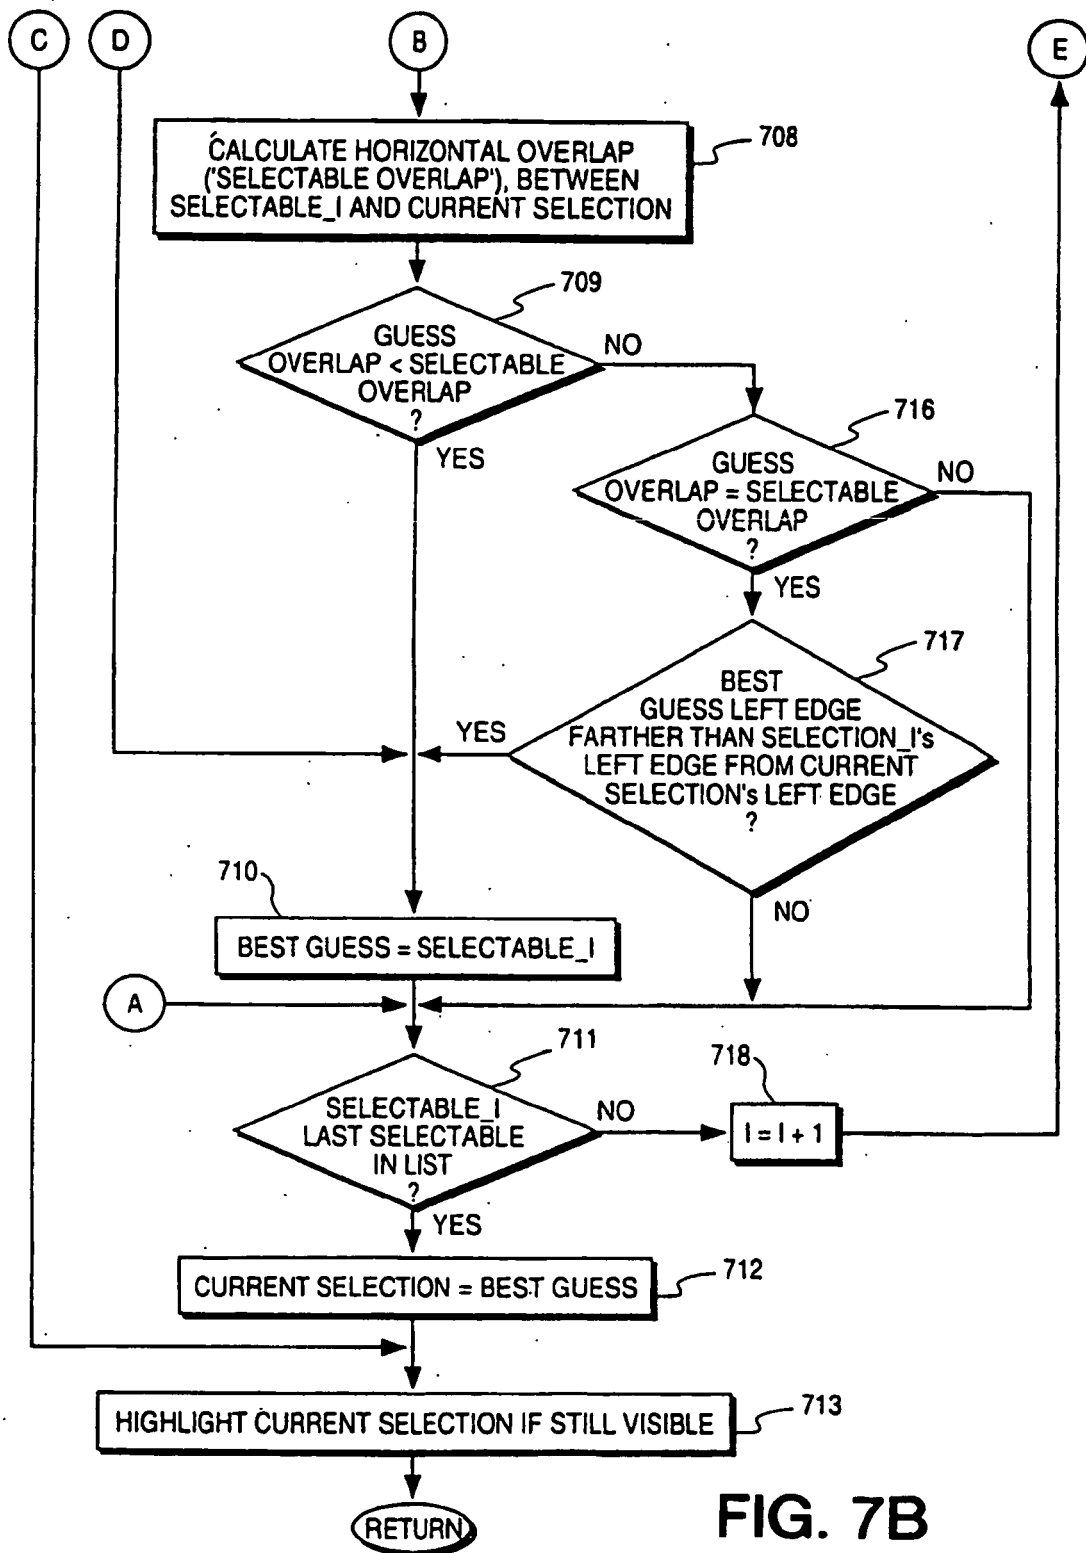 C
D
B
E
CALCULATE HORIZONTAL OVERLAP
('SELECTABLE OVERLAP'), BETWEEN
SELECTABLE_I AND CURRENT SELECTION
708
709
GUESS
OVERLAP < SELECTABLE
OVERLAP
?
NO
YES
716
GUESS
OVERLAP = SELECTABLE
OVERLAP
?
NO
YES
717
BEST
GUESS LEFT EDGE
FARTHER THAN SELECTION_I's
LEFT EDGE FROM CURRENT
SELECTION's LEFT EDGE
?
YES
NO
710
BEST GUESS = SELECTABLE_I
A
711
SELECTABLE_I
LAST SELECTABLE
IN LIST
?
NO
YES
718
I = I + 1
CURRENT SELECTION = BEST GUESS
712
HIGHLIGHT CURRENT SELECTION IF STILL VISIBLE
713
RETURN
FIG. 7B